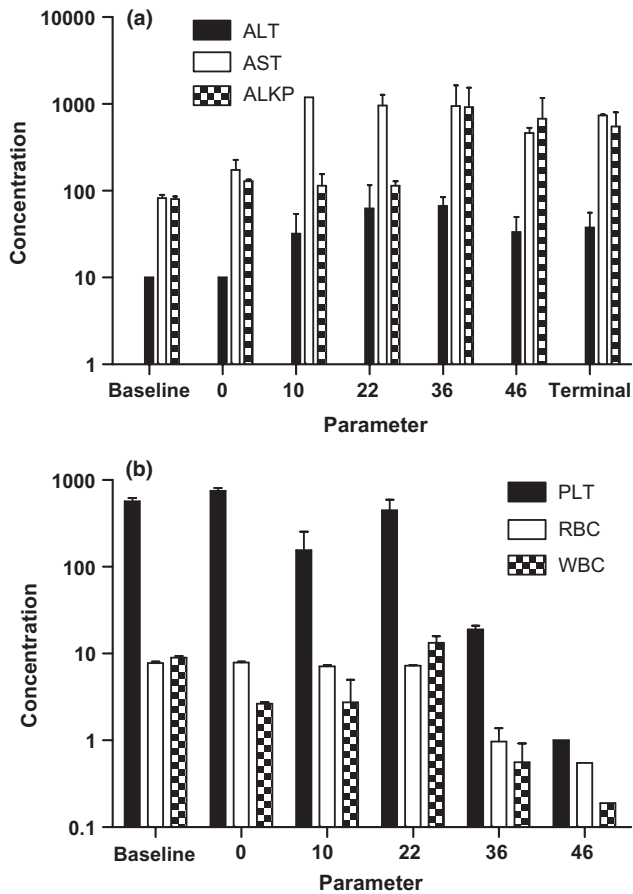 (a)
ALT
AST
ALKP
10000
1000
100
10
1
Concentration
Baseline 0 10 22 36 46 Terminal
Parameter
(b)
PLT
RBC
WBC
1000
100
10
1
0.1
Concentration
Baseline 0 10 22 36 46
Parameter